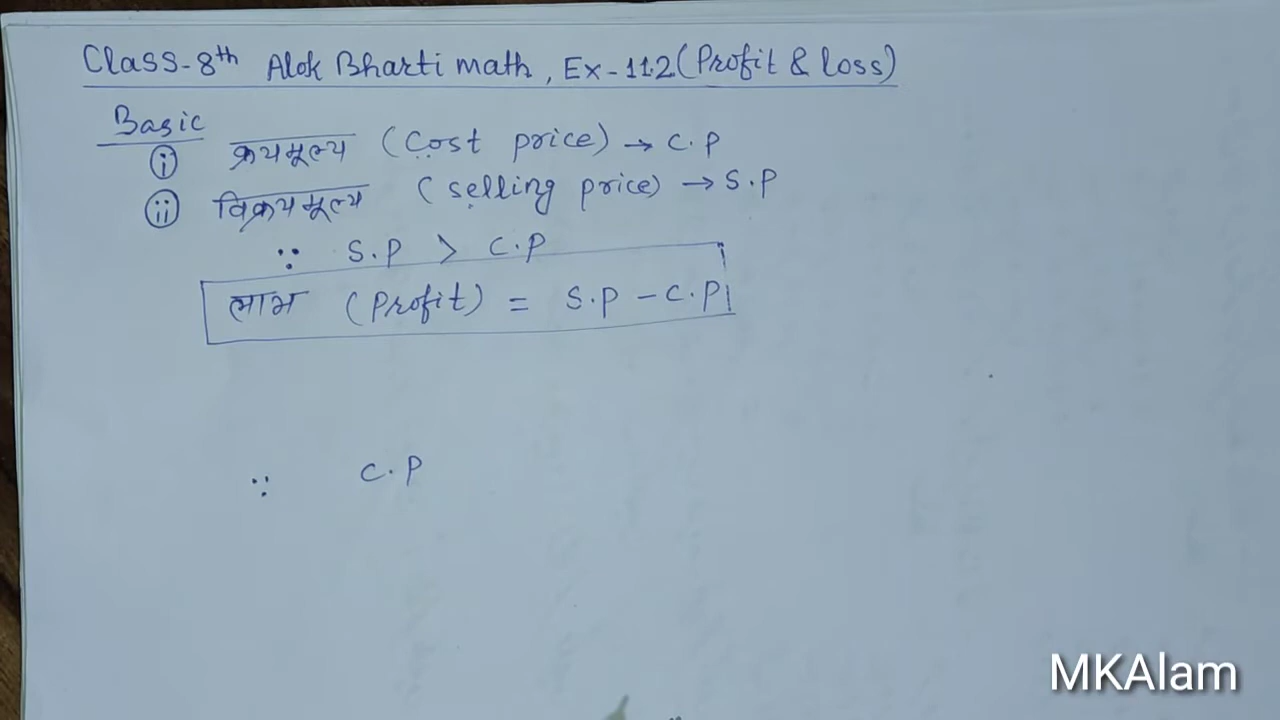 Class-8th Alok Bharti math, Ex-11.2 (Profit & loss)
Basic
(i) क्रयमूल्य (Cost price) → C.P
(ii) विक्रयमूल्य (selling price) → S.P
∵ S.P > C.P
लाभ (Profit) = S.P - C.P
∵ C.P
MKAlam